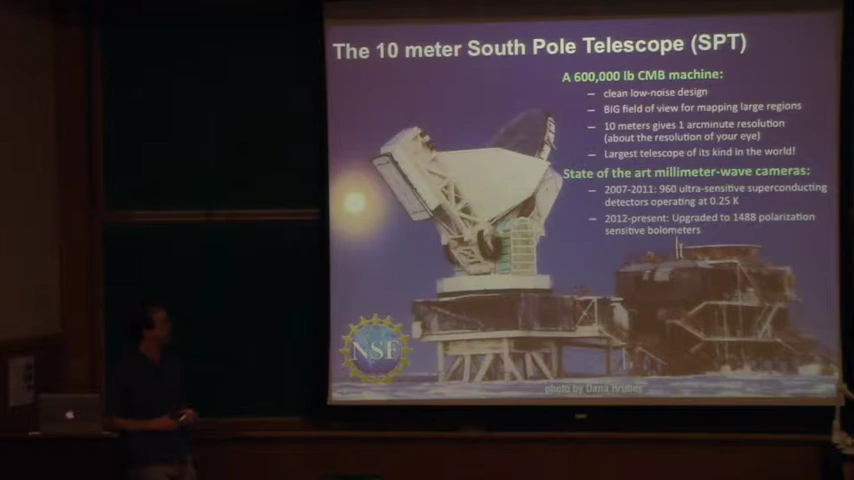 The 10 meter South Pole Telescope (SPT)
A 600,000 lb CMB machine:
– clean low-noise design
– BIG field of view for mapping large regions
– 10 meters gives 1 arcminute resolution
(about the resolution of your eye)
– Largest telescope of its kind in the world!
State of the art millimeter-wave cameras:
– 2007-2011: 960 ultra-sensitive superconducting
detectors operating at 0.25 K
– 2012-present: Upgraded to 1488 polarization
sensitive bolometers
NSF
photo by Dana Hruby